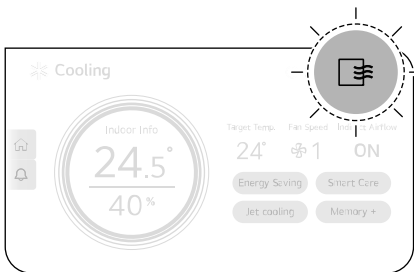 Cooling
Indoor Info
24.5°
40%
Target Temp. Fan Speed
24° 1 ON
Energy Saving Smart Care
Jet cooling Memory +